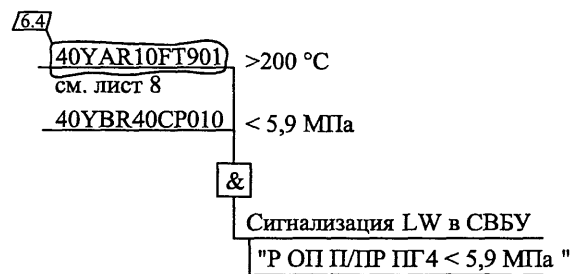 6.4
40YAR10FT901 >200 °C
см. лист 8
40YBR40CP010 < 5,9 МПа
&
Сигнализация LW в СВБУ
"Р ОП П/ПР ПГ4 < 5,9 МПа "